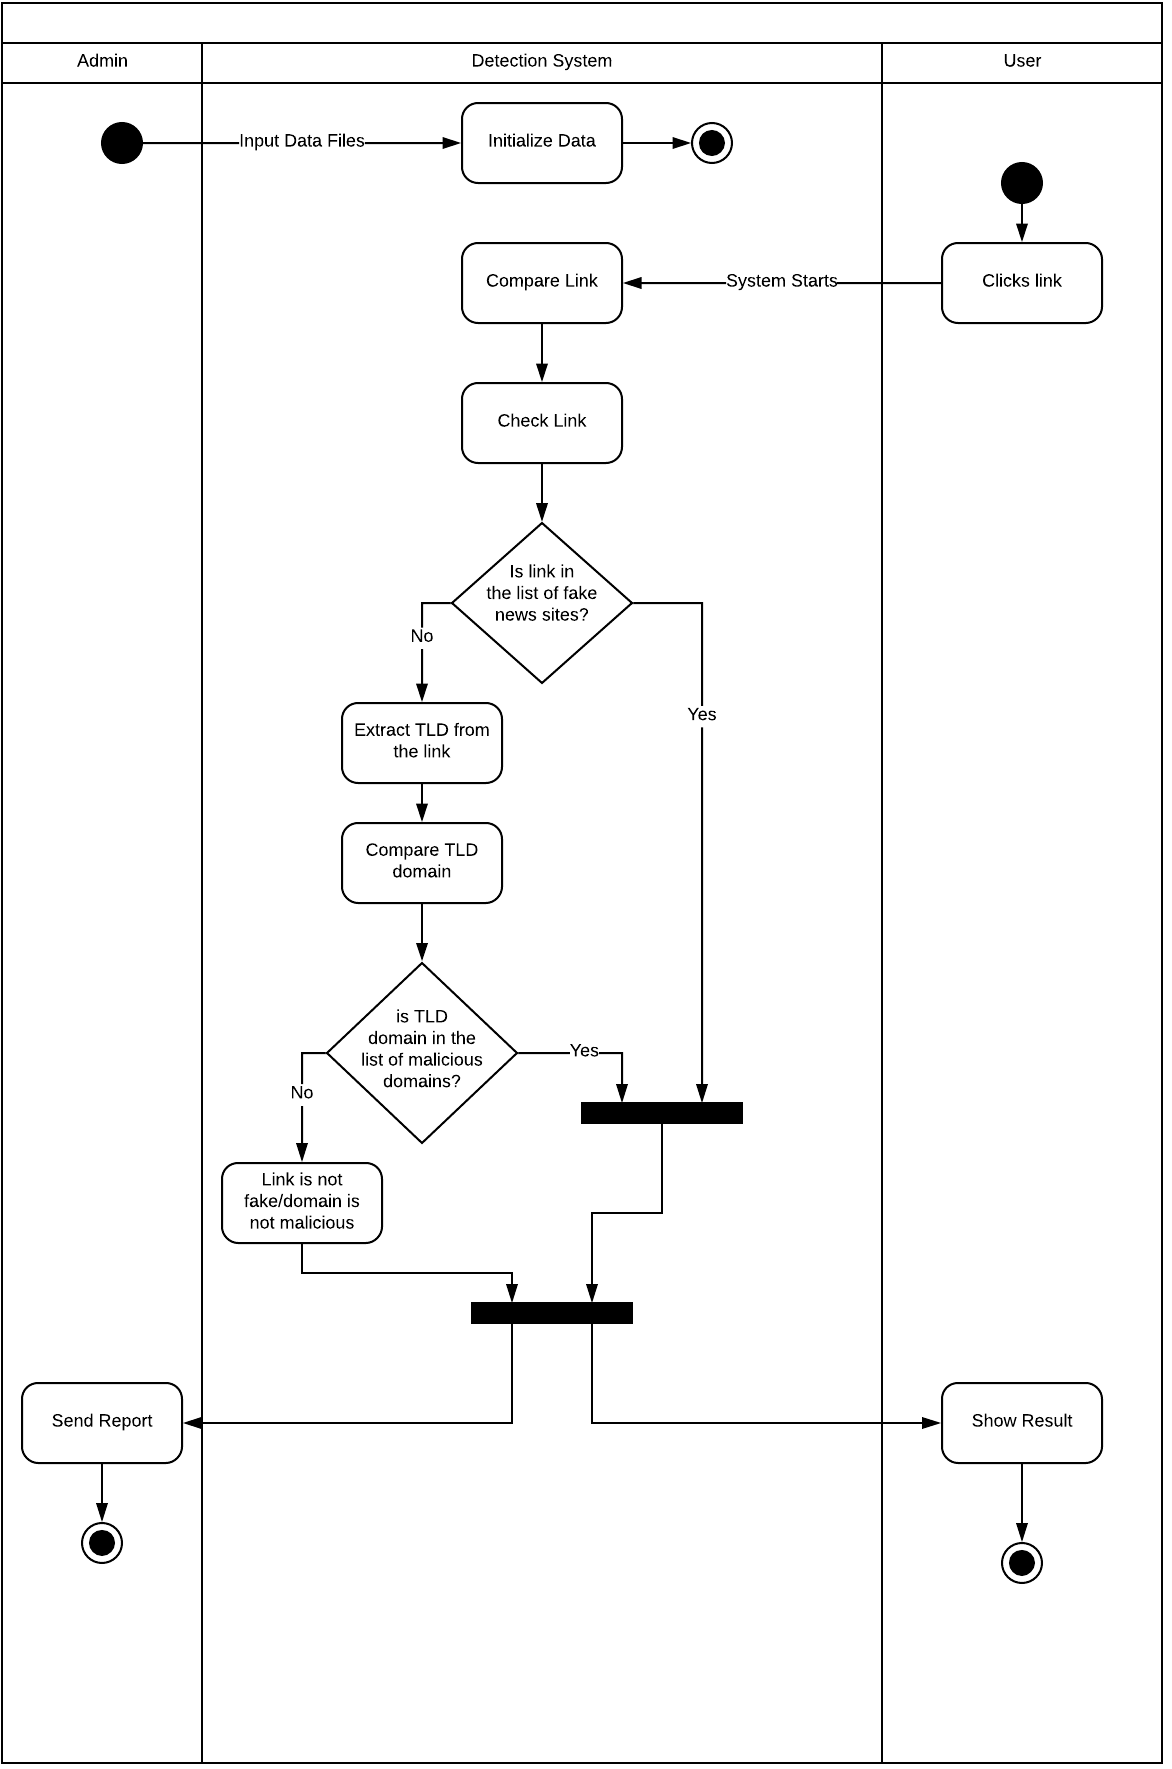 Admin
Detection System
User
Input Data Files
Initialize Data
Compare Link
System Starts
Clicks link
Check Link
Is link in
the list of fake
news sites?
No
Yes
Extract TLD from
the link
Compare TLD
domain
is TLD
domain in the
list of malicious
domains?
Yes
No
Link is not
fake/domain is
not malicious
Send Report
Show Result